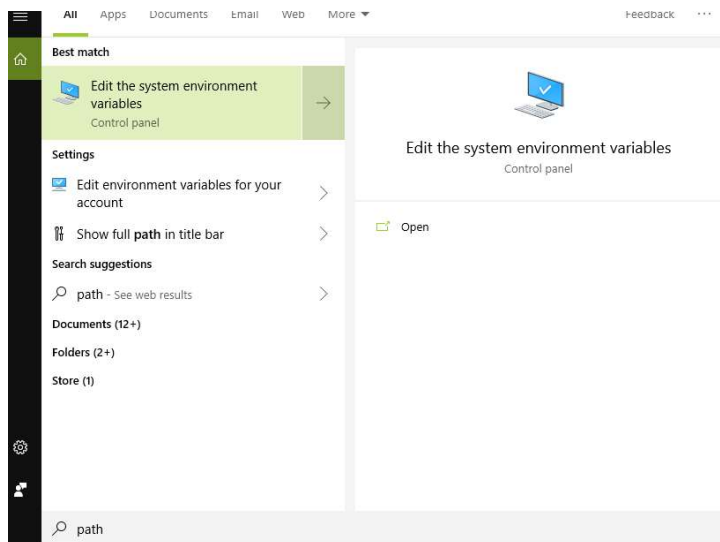 All Apps Documents Email Web More Feedback ...
Best match
Edit the system environment
variables
Control panel
Settings
Edit environment variables for your
account
Show full path in title bar
Search suggestions
path - See web results
Documents (12+)
Folders (2+)
Store (1)
Edit the system environment variables
Control panel
Open
path